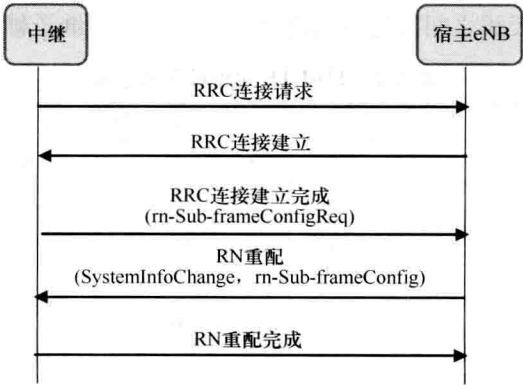 中继
宿主eNB
RRC连接请求
RRC连接建立
RRC连接建立完成
(rn-Sub-frameConfigReq)
RN重配
(SystemInfoChange，rn-Sub-frameConfig)
RN重配完成